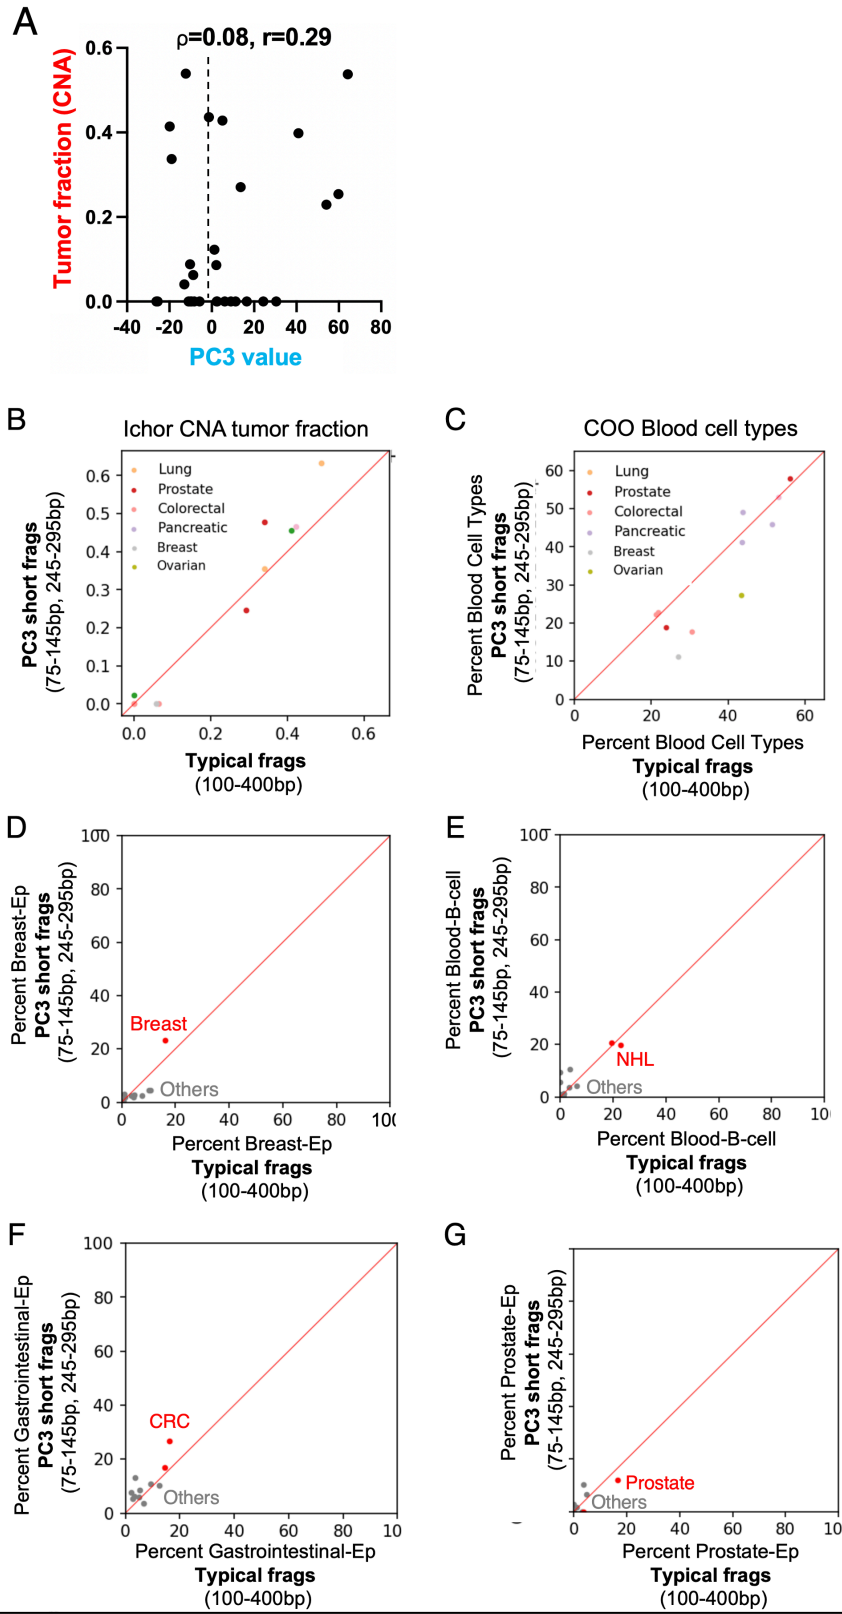 A
ρ=0.08, r=0.29
Tumor fraction (CNA)
0.6
0.4
0.2
0.0
-40 -20 0 20 40 60 80
PC3 value
B
Ichor CNA tumor fraction
PC3 short frags
(75-145bp, 245-295bp)
0.6
0.5
0.4
0.3
0.2
0.1
0.0
Lung
Prostate
Colorectal
Pancreatic
Breast
Ovarian
0.0 0.2 0.4 0.6
Typical frags
(100-400bp)
C
COO Blood cell types
Percent Blood Cell Types
PC3 short frags
(75-145bp, 245-295bp)
60
50
40
30
20
10
0
Lung
Prostate
Colorectal
Pancreatic
Breast
Ovarian
0 20 40 60
Percent Blood Cell Types
Typical frags
(100-400bp)
D
Percent Breast-Ep
PC3 short frags
(75-145bp, 245-295bp)
100
80
60
40
20
0
Breast
Others
0 20 40 60 80 100
Percent Breast-Ep
Typical frags
(100-400bp)
E
Percent Blood-B-cell
PC3 short frags
(75-145bp, 245-295bp)
100
80
60
40
20
0
NHL
Others
0 20 40 60 80 10
Percent Blood-B-cell
Typical frags
(100-400bp)
F
Percent Gastrointestinal-Ep
PC3 short frags
(75-145bp, 245-295bp)
100
80
60
40
20
0
CRC
Others
0 20 40 60 80 10
Percent Gastrointestinal-Ep
Typical frags
(100-400bp)
G
Percent Prostate-Ep
PC3 short frags
(75-145bp, 245-295bp)
Prostate
Others
0 20 40 60 80 10
Percent Prostate-Ep
Typical frags
(100-400bp)